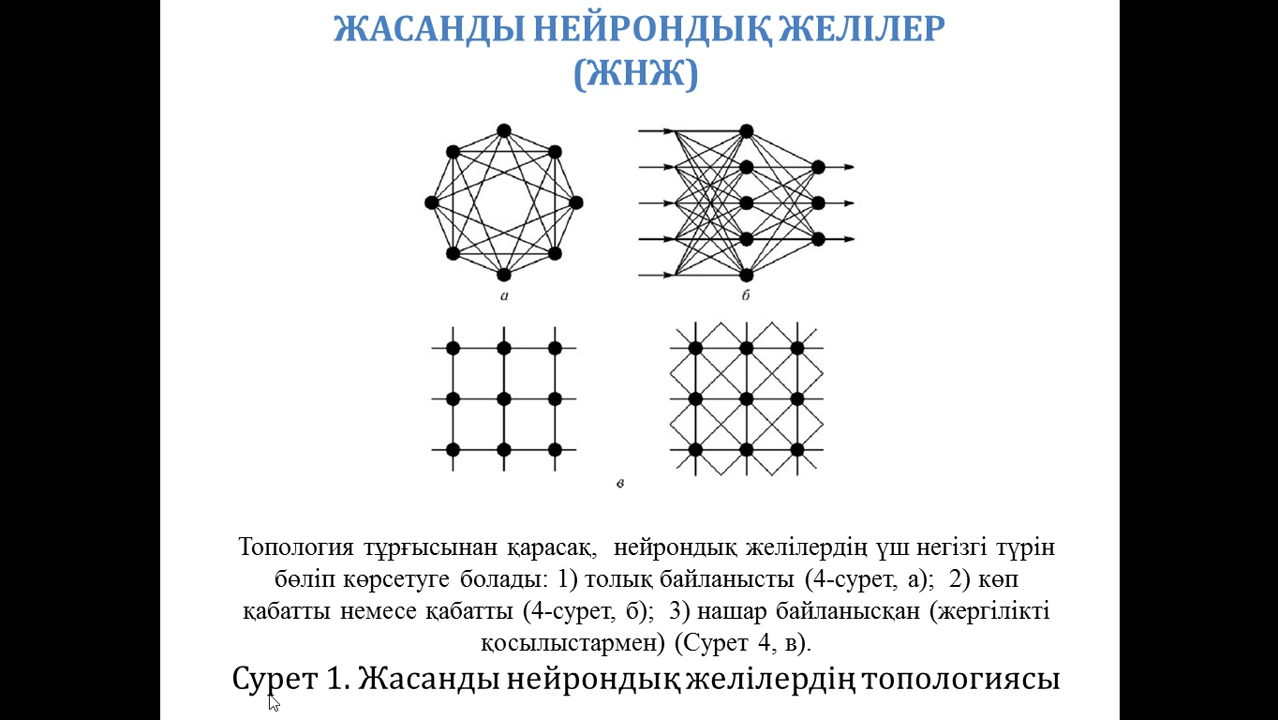 ЖАСАНДЫ НЕЙРОНДЫҚ ЖЕЛІЛЕР
(ЖНЖ)
а
б
в
Топология тұрғысынан қарасақ, нейрондық желілердің үш негізгі түрін
бөліп көрсетуге болады: 1) толық байланысты (4-сурет, а); 2) көп
қабатты немесе қабатты (4-сурет, б); 3) нашар байланысқан (жергілікті
қосылыстармен) (Сурет 4, в).
Сурет 1. Жасанды нейрондық желілердің топологиясы